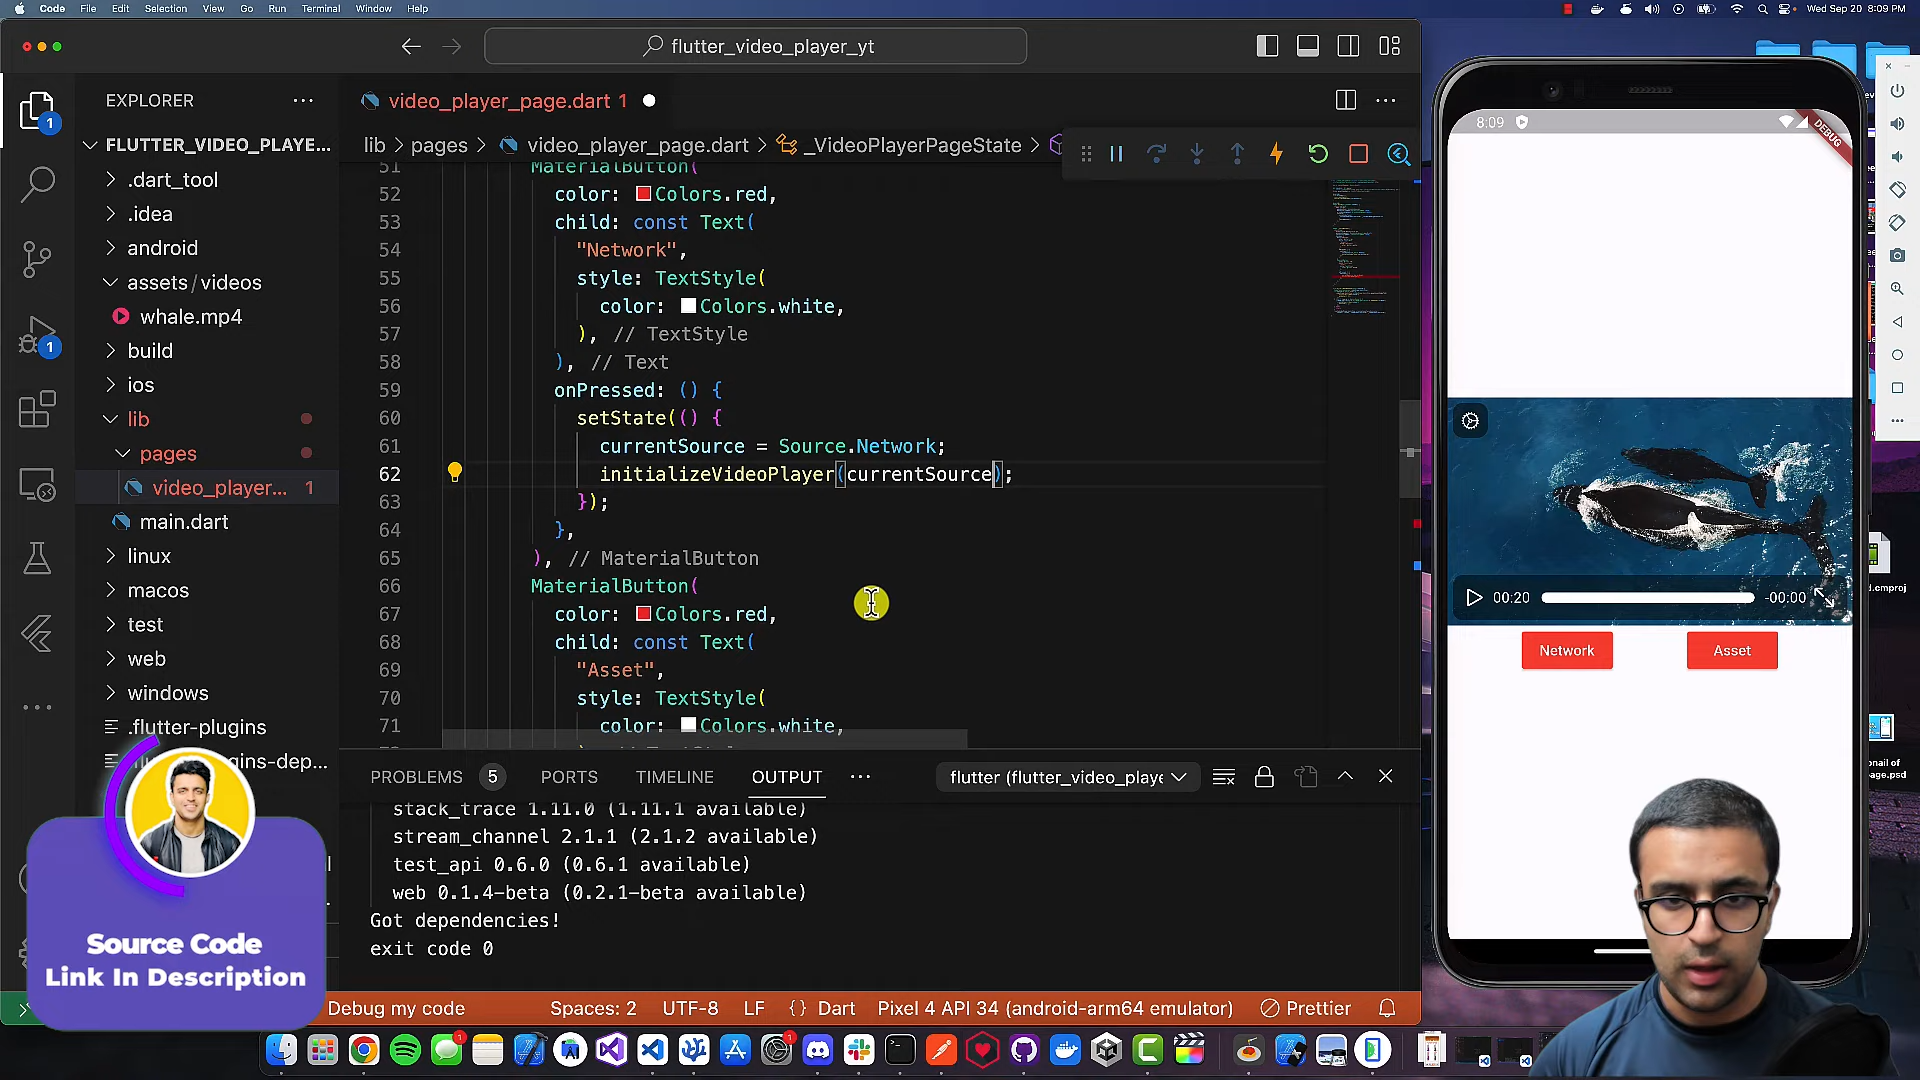 Code File Edit Selection View Go Run Terminal Window Help
Wed Sep 20 8:09 PM
flutter_video_player_yt
EXPLORER
FLUTTER_VIDEO_PLAYE...
.dart_tool
.idea
android
assets/videos
whale.mp4
build
ios
lib
pages
video_player... 1
main.dart
linux
macos
test
web
windows
.flutter-plugins
ugins-dep...
1
1
video_player_page.dart 1
lib > pages > video_player_page.dart > _VideoPlayerPageState >
51 MaterialButton(
52 color: Colors.red,
53 child: const Text(
54 "Network",
55 style: TextStyle(
56 color: Colors.white,
57 ), // TextStyle
58 ), // Text
59 onPressed: () {
60 setState(() {
61 currentSource = Source.Network;
62 initializeVideoPlayer(currentSource);
63 });
64 },
65 ), // MaterialButton
66 MaterialButton(
67 color: Colors.red,
68 child: const Text(
69 "Asset",
70 style: TextStyle(
71 color: Colors.white,
PROBLEMS 5 PORTS TIMELINE OUTPUT
flutter (flutter_video_playe
stack_trace 1.11.0 (1.11.1 available)
stream_channel 2.1.1 (2.1.2 available)
test_api 0.6.0 (0.6.1 available)
web 0.1.4-beta (0.2.1-beta available)
Got dependencies!
exit code 0
Debug my code Spaces: 2 UTF-8 LF {} Dart Pixel 4 API 34 (android-arm64 emulator) Prettier
Source Code
Link In Description
8:09
DEBUG
00:20 -00:00
Network Asset
d.cmproj
nail of
page.psd